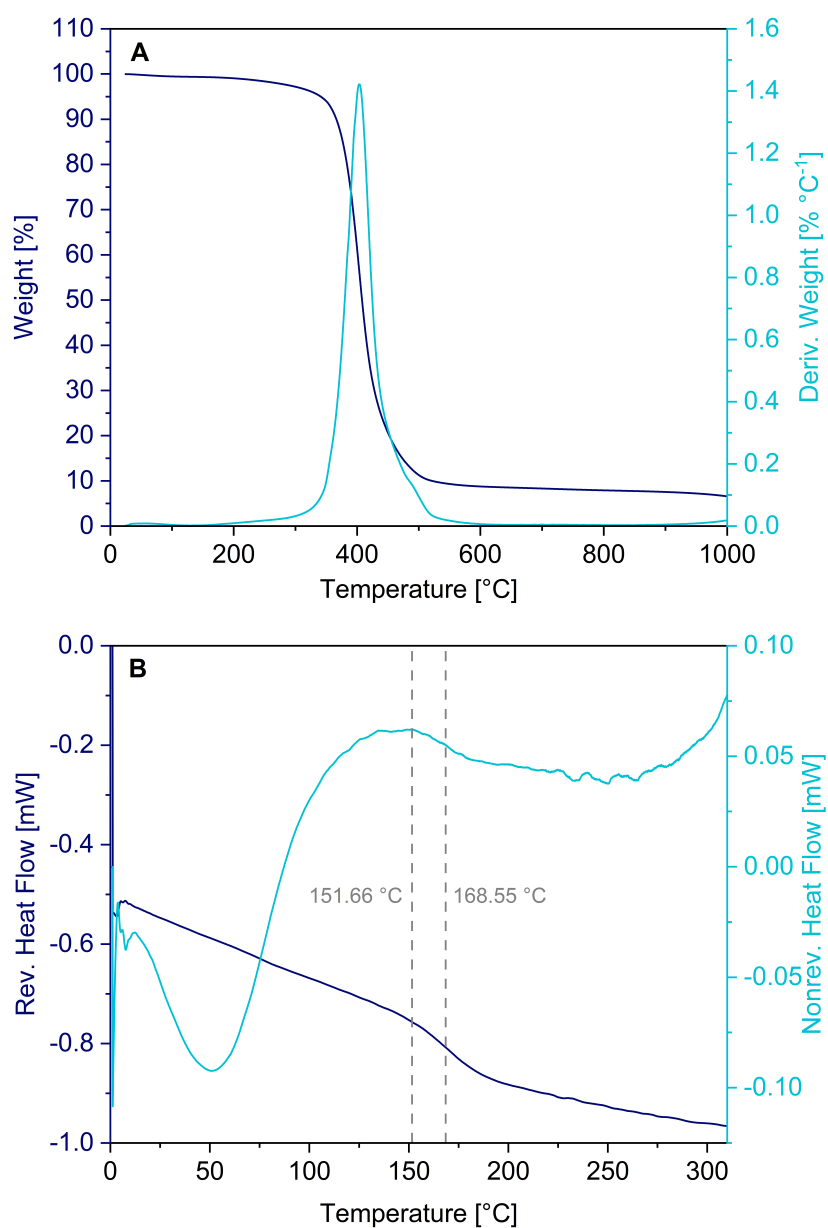 A
110
100
90
80
70
60
50
40
30
20
10
0
Weight [%]
1.6
1.4
1.2
1.0
0.8
0.6
0.4
0.2
0.0
Deriv. Weight [% °C-1]
0 200 400 600 800 1000
Temperature [°C]
B
0.0
-0.2
-0.4
-0.6
-0.8
-1.0
Rev. Heat Flow [mW]
151.66 °C 168.55 °C
0.10
0.05
0.00
-0.05
-0.10
Nonrev. Heat Flow [mW]
0 50 100 150 200 250 300
Temperature [°C]